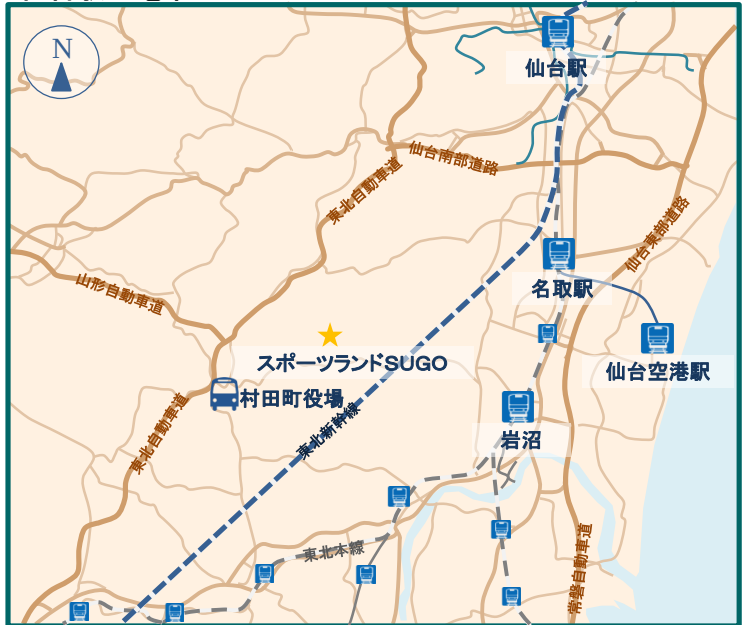 N
仙台駅
仙台南部道路
東北自動車道
仙台東部道路
名取駅
山形自動車道
スポーツランドSUGO
仙台空港駅
村田町役場
東北自動車道
東北新幹線
岩沼
東北本線
常磐自動車道